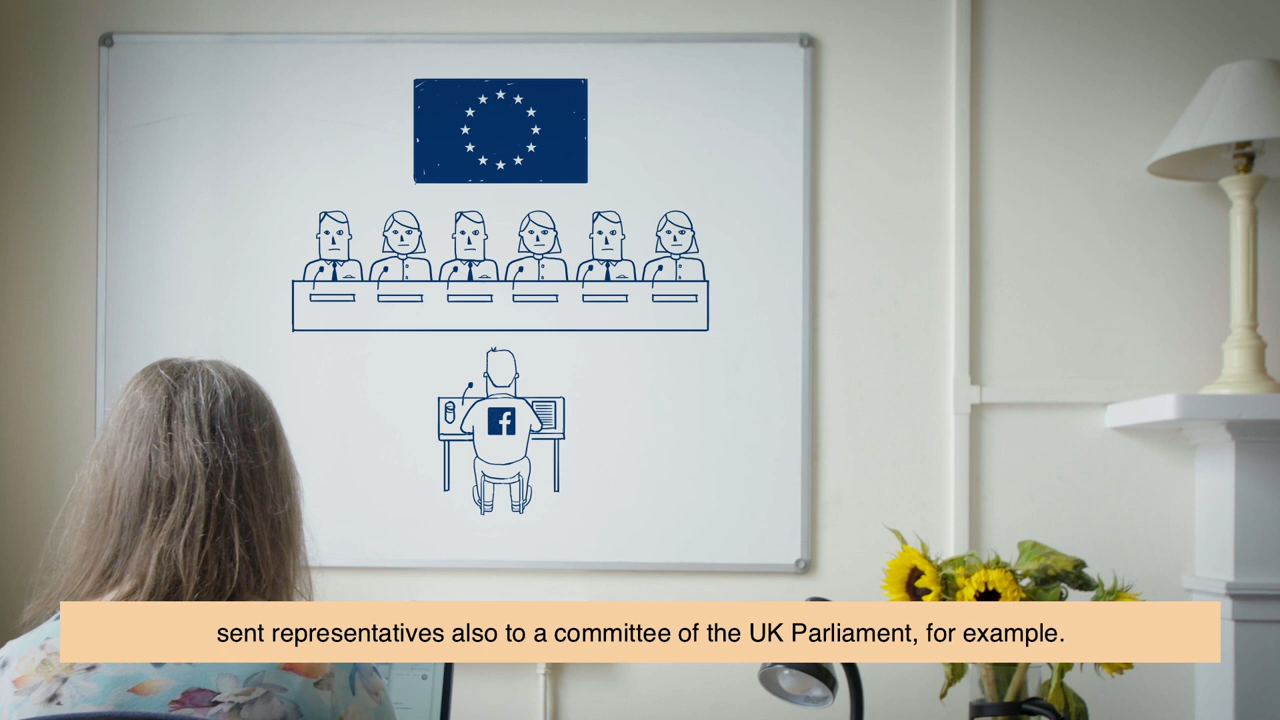 f
sent representatives also to a committee of the UK Parliament, for example.